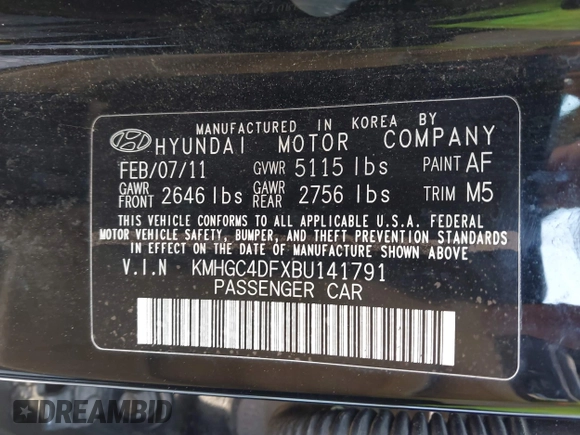 MANUFACTURED IN KOREA BY
HYUNDAI MOTOR COMPANY
FEB/07/11 GVWR 5115 lbs PAINT AF
GAWR FRONT 2646 lbs GAWR REAR 2756 lbs TRIM M5
THIS VEHICLE CONFORMS TO ALL APPLICABLE U.S.A. FEDERAL
MOTOR VEHICLE SAFETY, BUMPER, AND THEFT PREVENTION STANDARDS
IN EFFECT ON THE DATE OF MANUFACTURE SHOWN ABOVE
V.I.N KMHGC4DFXBU141791
PASSENGER CAR
DREAMBID